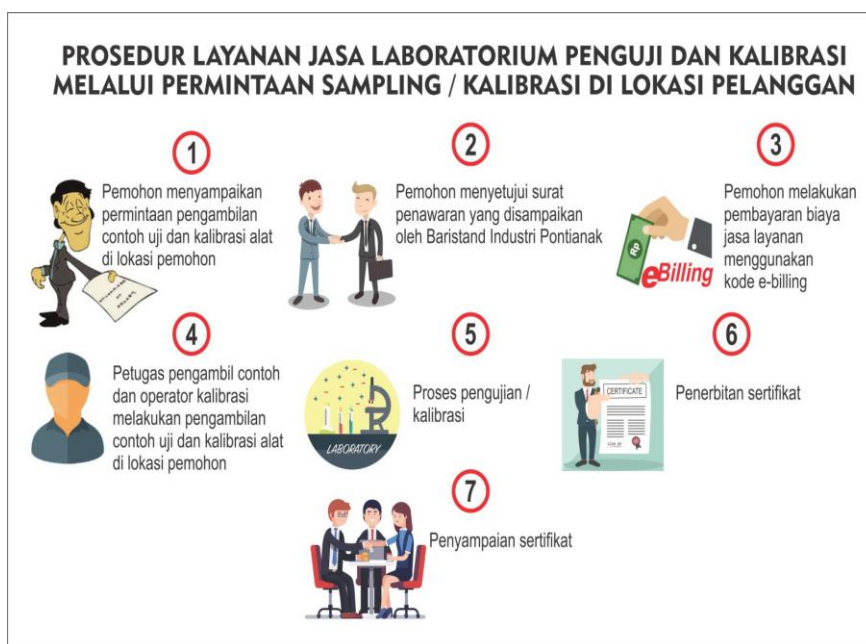 PROSEDUR LAYANAN JASA LABORATORIUM PENGUJI DAN KALIBRASI
MELALUI PERMINTAAN SAMPLING / KALIBRASI DI LOKASI PELANGGAN
1
Pemohon menyampaikan
permintaan pengambilan
contoh uji dan kalibrasi alat
di lokasi pemohon
2
Pemohon menyetujui surat
penawaran yang disampaikan
oleh Baristand Industri Pontianak
3
Pemohon melakukan
pembayaran biaya
jasa layanan
menggunakan
kode e-billing
Rp
eBilling
4
Petugas pengambil contoh
dan operator kalibrasi
melakukan pengambilan
contoh uji dan kalibrasi alat
di lokasi pemohon
5
Proses pengujian /
kalibrasi
LABORATORY
6
Penerbitan sertifikat
CERTIFICATE
7
Penyampaian sertifikat